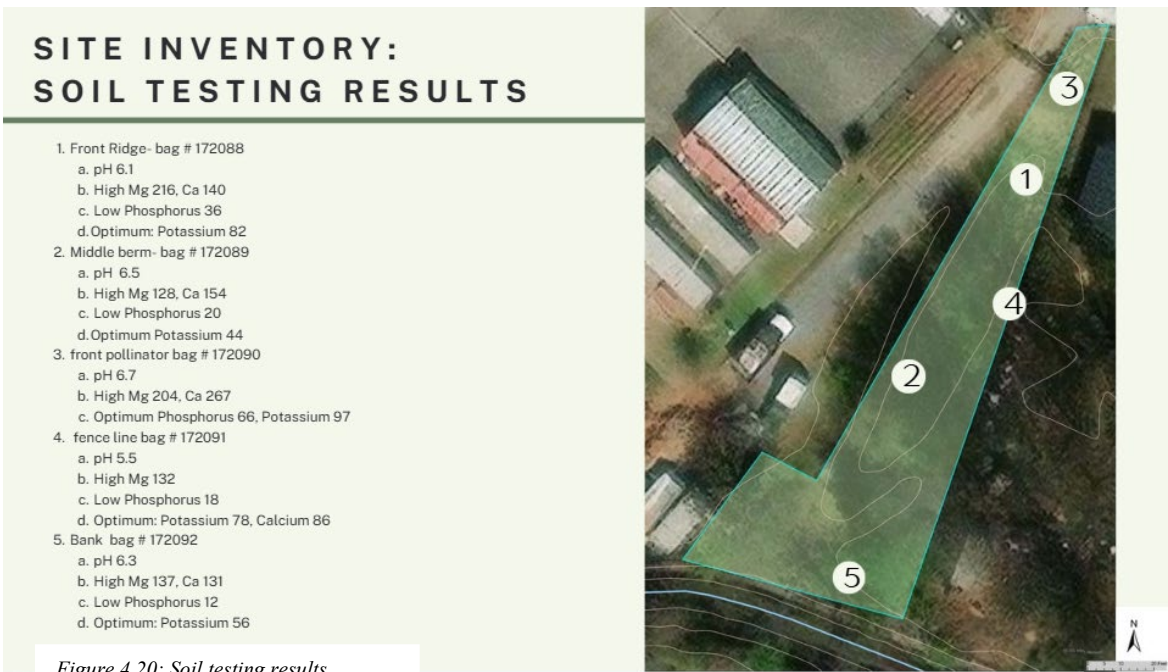 SITE INVENTORY:
SOIL TESTING RESULTS
1. Front Ridge- bag # 172088
a. pH 6.1
b. High Mg 216, Ca 140
c. Low Phosphorus 36
d. Optimum: Potassium 82
2. Middle berm- bag # 172089
a. pH 6.5
b. High Mg 128, Ca 154
c. Low Phosphorus 20
d. Optimum Potassium 44
3. front pollinator bag # 172090
a. pH 6.7
b. High Mg 204, Ca 267
c. Optimum Phosphorus 66, Potassium 97
4. fence line bag # 172091
a. pH 5.5
b. High Mg 132
c. Low Phosphorus 18
d. Optimum: Potassium 78, Calcium 86
5. Bank bag # 172092
a. pH 6.3
b. High Mg 137, Ca 131
c. Low Phosphorus 12
d. Optimum: Potassium 56
Figure 4.20: Soil testing results
3
1
4
2
5
N